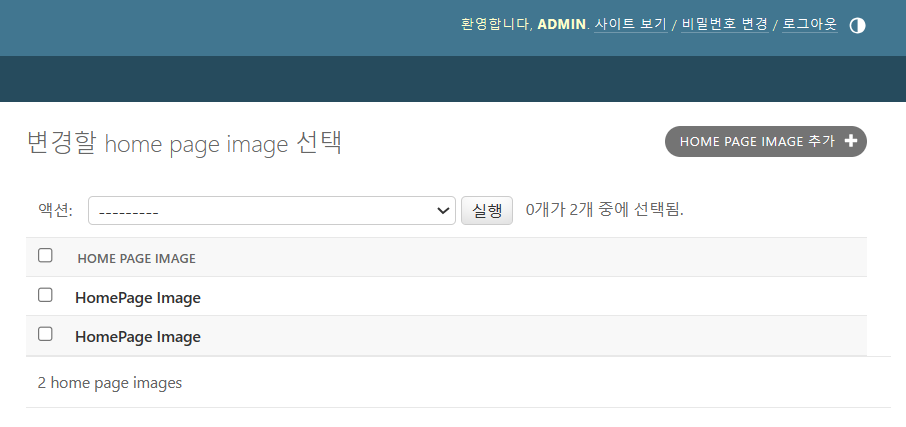 환영합니다, ADMIN. 사이트 보기 / 비밀번호 변경 / 로그아웃
변경할 home page image 선택
HOME PAGE IMAGE 추가
액션: --------- 실행 0개가 2개 중에 선택됨.
HOME PAGE IMAGE
HomePage Image
HomePage Image
2 home page images